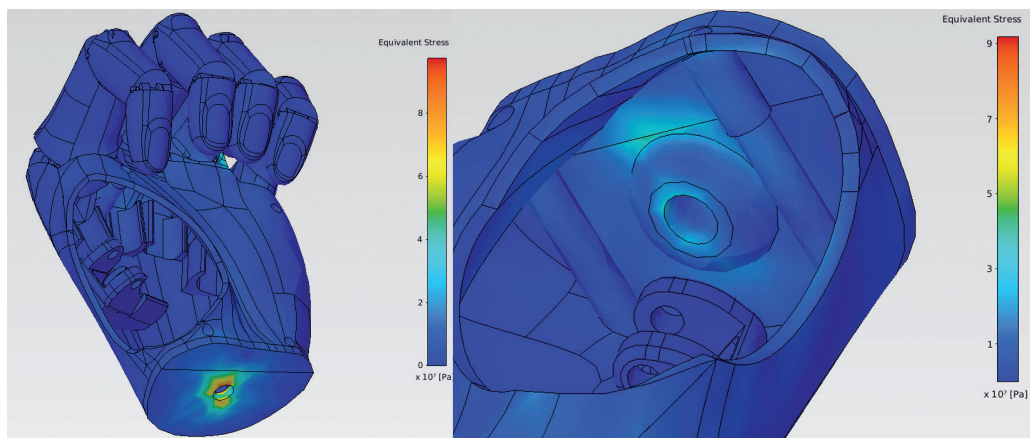 Equivalent Stress
8
6
4
2
0
x 10⁷ [Pa]
Equivalent Stress
9
7
5
3
1
x 10⁷ [Pa]